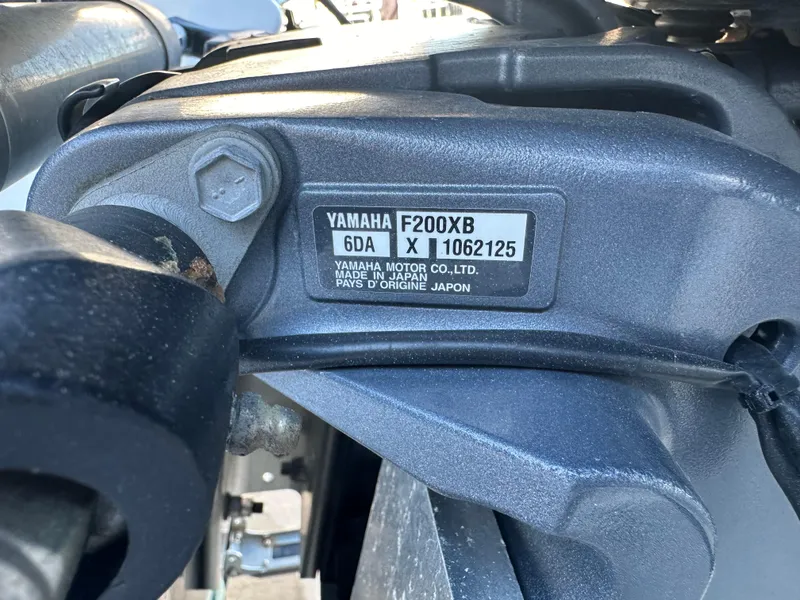 YAMAHA F200XB
6DA X 1062125
YAMAHA MOTOR CO.,LTD.
MADE IN JAPAN
PAYS D'ORIGINE JAPON